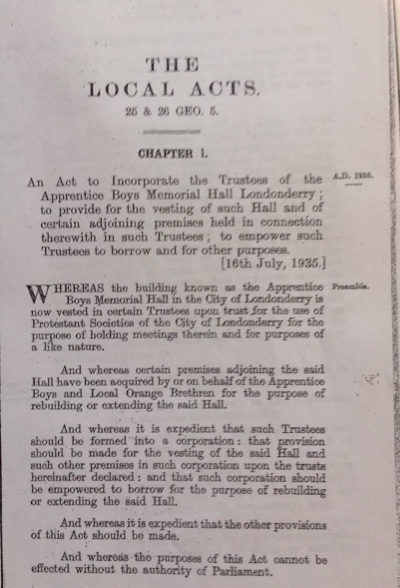 THE
LOCAL ACTS.
25 & 26 GEO. 5.
CHAPTER 1.
An Act to Incorporate the Trustees of the A.D. 1935.
Apprentice Boys Memorial Hall Londonderry ;
to provide for the vesting of such Hall and of
certain adjoining premises held in connection
therewith in such Trustees ; to empower such
Trustees to borrow and for other purposes.
[16th July, 1935.]
WHEREAS the building known as the Apprentice Preamble.
Boys Memorial Hall in the City of Londonderry is
now vested in certain Trustees upon trust for the use of
Protestant Societies of the City of Londonderry for the
purpose of holding meetings therein and for purposes of
a like nature.
And whereas certain premises adjoining the said
Hall have been acquired by or on behalf of the Apprentice
Boys and Local Orange Brethren for the purpose of
rebuilding or extending the said Hall.
And whereas it is expedient that such Trustees
should be formed into a corporation : that provision
should be made for the vesting of the said Hall and
such other premises in such corporation upon the trusts
hereinafter declared : and that such corporation should
be empowered to borrow for the purpose of rebuilding
or extending the said Hall.
And whereas it is expedient that the other provisions
of this Act should be made.
And whereas the purposes of this Act cannot be
effected without the authority of Parliament.